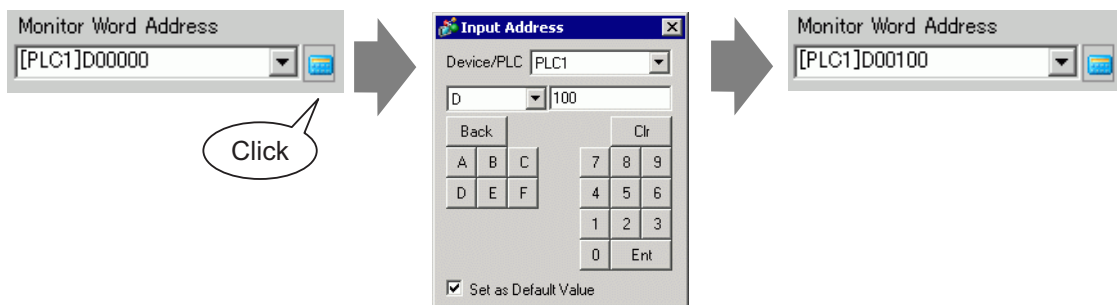 Monitor Word Address
[PLC1]D00000
Click
Input Address
Device/PLC PLC1
D 100
Back Clr
A B C 7 8 9
D E F 4 5 6
1 2 3
0 Ent
Set as Default Value
Monitor Word Address
[PLC1]D00100